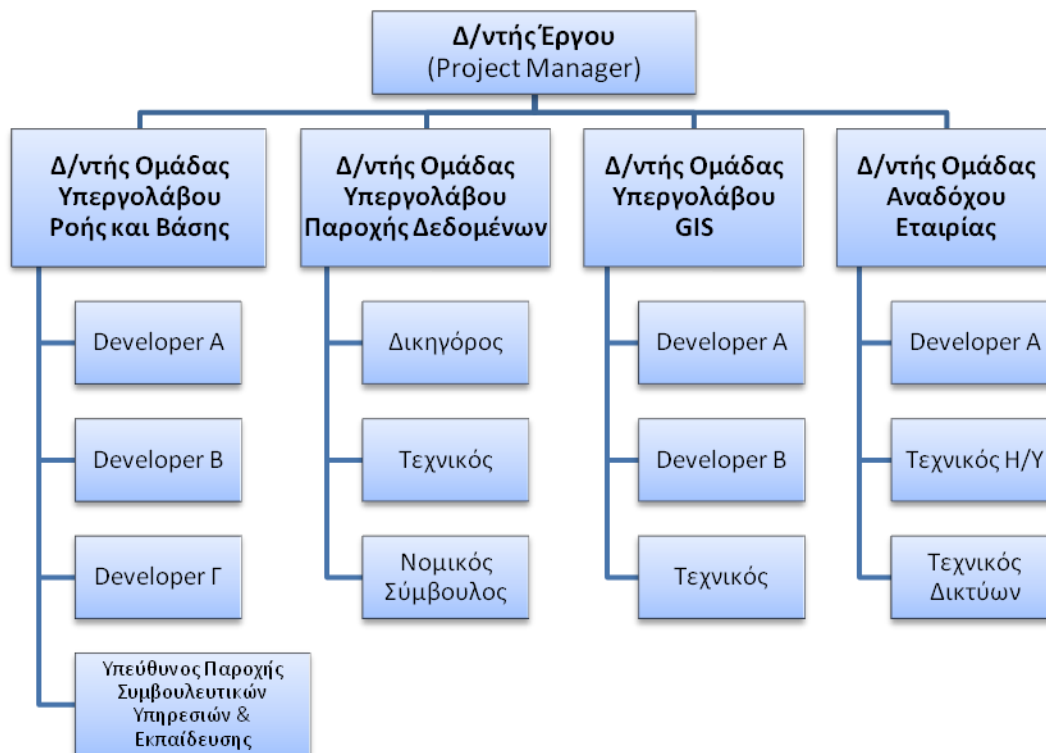 Δ/ντής Έργου
(Project Manager)
Δ/ντής Ομάδας
Υπεργολάβου
Ροής και Βάσης
Developer A
Developer B
Developer Γ
Υπεύθυνος Παροχής
Συμβουλευτικών
Υπηρεσιών &
Εκπαίδευσης
Δ/ντής Ομάδας
Υπεργολάβου
Παροχής Δεδομένων
Δικηγόρος
Τεχνικός
Νομικός
Σύμβουλος
Δ/ντής Ομάδας
Υπεργολάβου
GIS
Developer A
Developer B
Τεχνικός
Δ/ντής Ομάδας
Αναδόχου
Εταιρίας
Developer A
Τεχνικός Η/Υ
Τεχνικός
Δικτύων